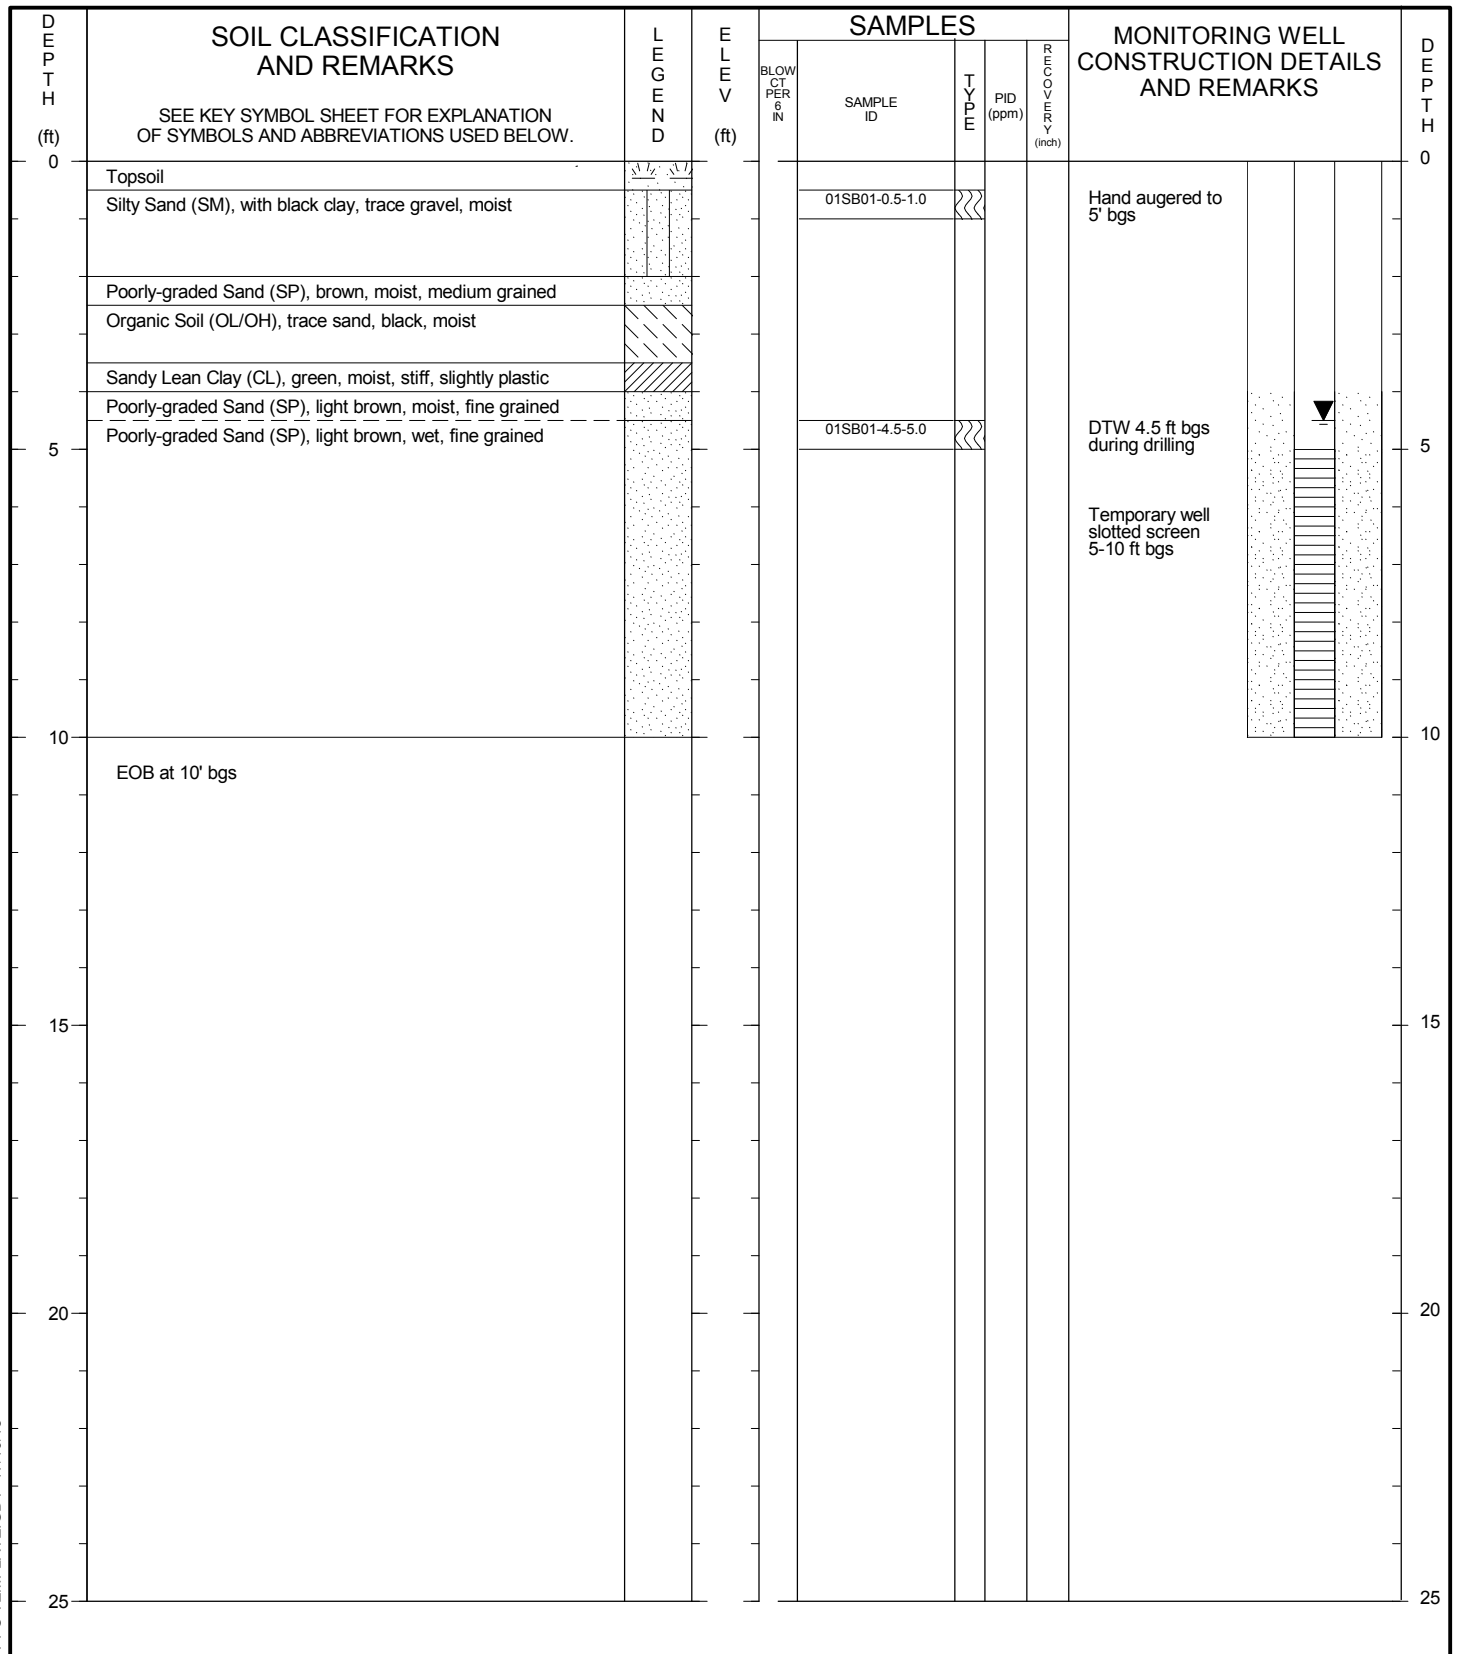 DEPTH
(ft)
SOIL CLASSIFICATION
AND REMARKS
SEE KEY SYMBOL SHEET FOR EXPLANATION
OF SYMBOLS AND ABBREVIATIONS USED BELOW.
LEGEND
ELEV
(ft)
SAMPLES
BLOW
CT
PER
6
IN
SAMPLE
ID
TYPE
PID
(ppm)
RECOVERY
(inch)
MONITORING WELL
CONSTRUCTION DETAILS
AND REMARKS
DEPTH
0
0
Topsoil
Silty Sand (SM), with black clay, trace gravel, moist
01SB01-0.5-1.0
Hand augered to
5' bgs
Poorly-graded Sand (SP), brown, moist, medium grained
Organic Soil (OL/OH), trace sand, black, moist
Sandy Lean Clay (CL), green, moist, stiff, slightly plastic
Poorly-graded Sand (SP), light brown, moist, fine grained
Poorly-graded Sand (SP), light brown, wet, fine grained
01SB01-4.5-5.0
DTW 4.5 ft bgs
during drilling
5
5
Temporary well
slotted screen
5-10 ft bgs
10
10
EOB at 10' bgs
15
15
20
20
25
25